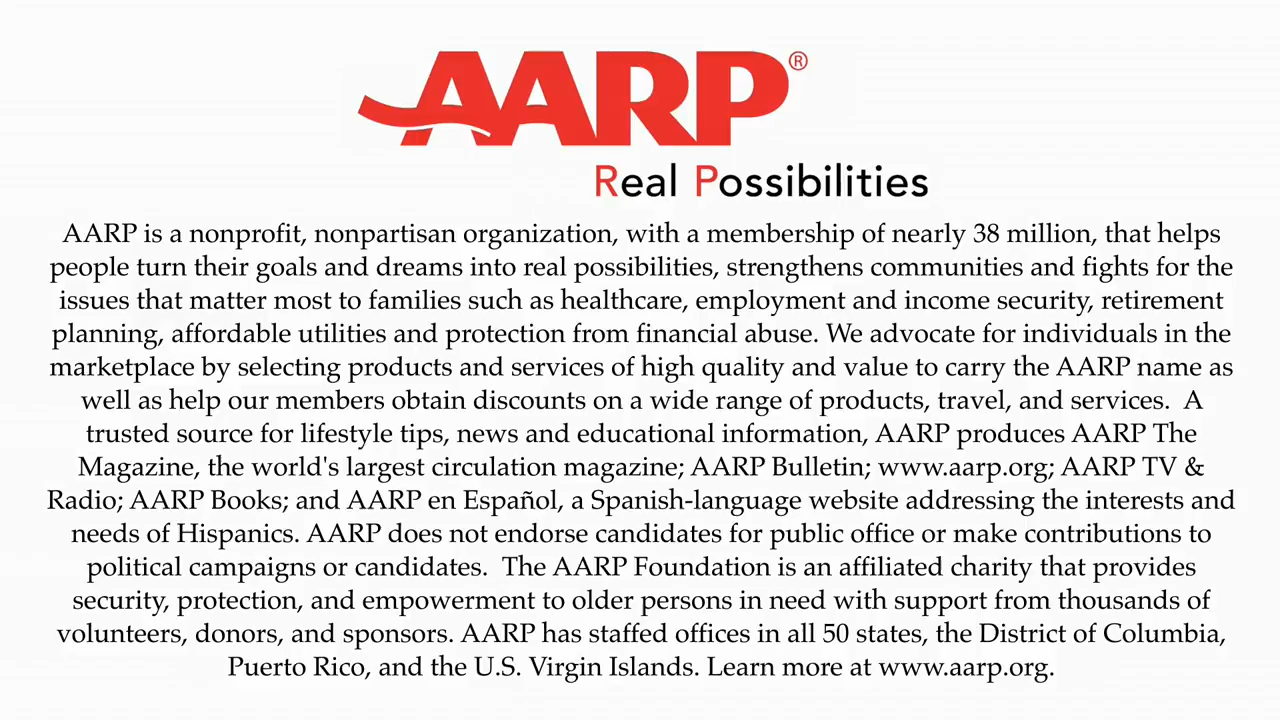 AARP®
Real Possibilities
AARP is a nonprofit, nonpartisan organization, with a membership of nearly 38 million, that helps
people turn their goals and dreams into real possibilities, strengthens communities and fights for the
issues that matter most to families such as healthcare, employment and income security, retirement
planning, affordable utilities and protection from financial abuse. We advocate for individuals in the
marketplace by selecting products and services of high quality and value to carry the AARP name as
well as help our members obtain discounts on a wide range of products, travel, and services.  A
trusted source for lifestyle tips, news and educational information, AARP produces AARP The
Magazine, the world's largest circulation magazine; AARP Bulletin; www.aarp.org; AARP TV &
Radio; AARP Books; and AARP en Español, a Spanish-language website addressing the interests and
needs of Hispanics. AARP does not endorse candidates for public office or make contributions to
political campaigns or candidates.  The AARP Foundation is an affiliated charity that provides
security, protection, and empowerment to older persons in need with support from thousands of
volunteers, donors, and sponsors. AARP has staffed offices in all 50 states, the District of Columbia,
Puerto Rico, and the U.S. Virgin Islands. Learn more at www.aarp.org.